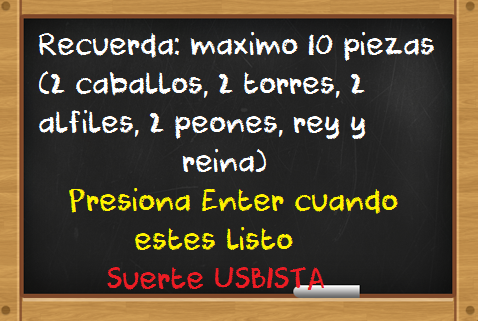 Recuerda: maximo 10 piezas
(2 caballos, 2 torres, 2
alfiles, 2 peones, rey y
reina)
Presiona Enter cuando
estes listo
Suerte USBISTA